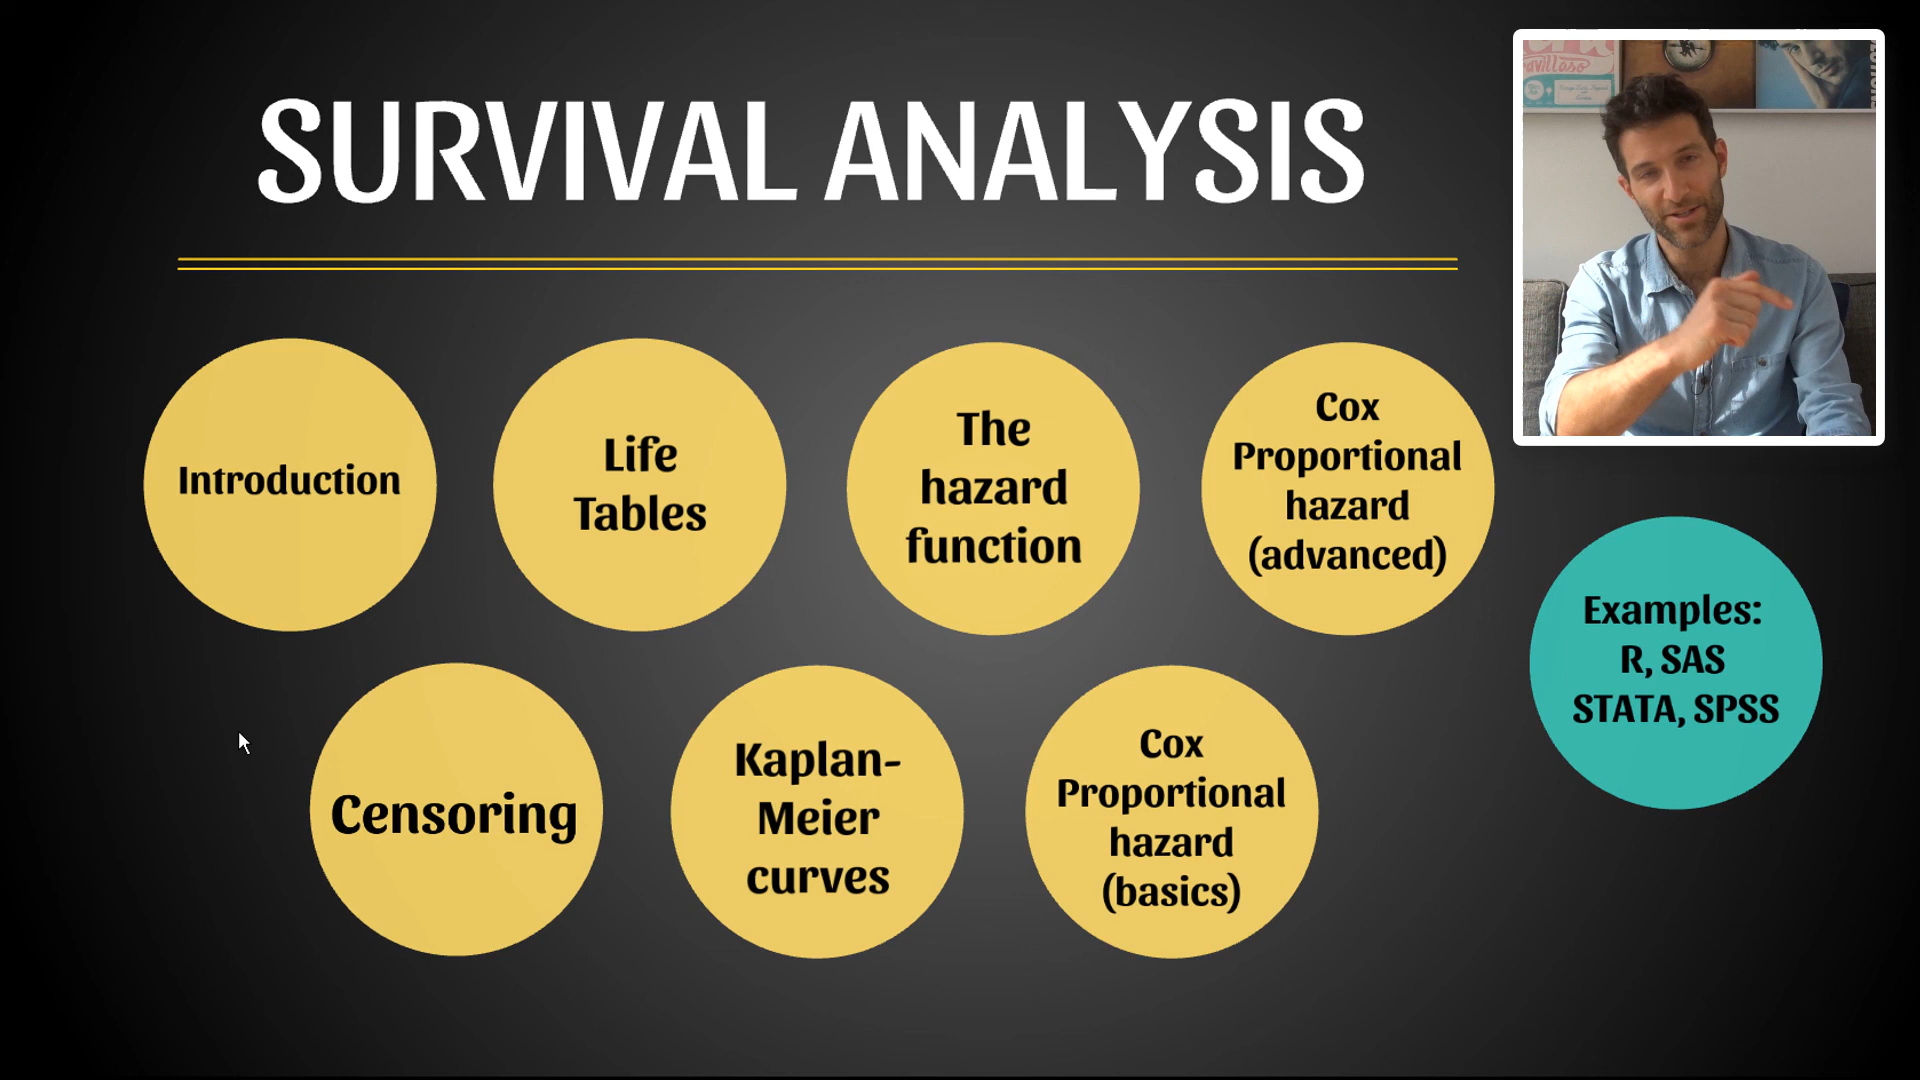 SURVIVAL ANALYSIS
Introduction
Life
Tables
The
hazard
function
Cox
Proportional
hazard
(advanced)
Censoring
Kaplan-
Meier
curves
Cox
Proportional
hazard
(basics)
Examples:
R, SAS
STATA, SPSS